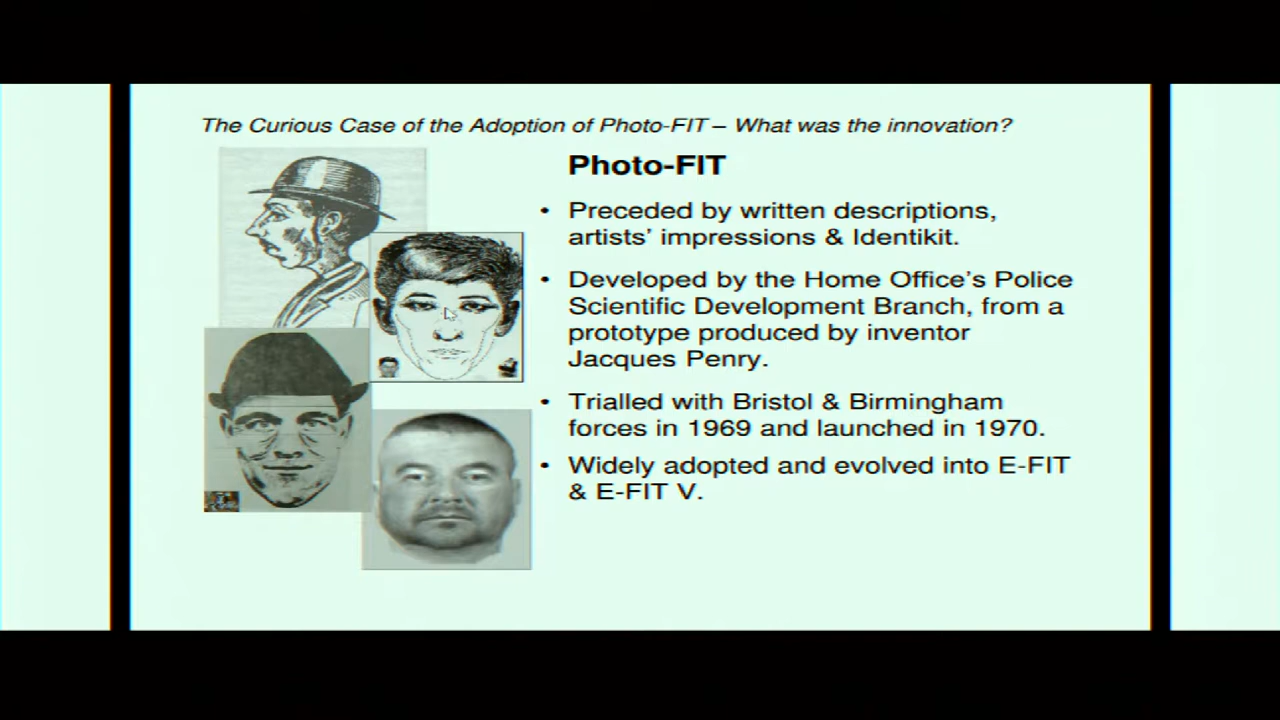 The Curious Case of the Adoption of Photo-FIT – What was the innovation?
Photo-FIT
• Preceded by written descriptions,
artists' impressions & Identikit.
• Developed by the Home Office's Police
Scientific Development Branch, from a
prototype produced by inventor
Jacques Penry.
• Trialled with Bristol & Birmingham
forces in 1969 and launched in 1970.
• Widely adopted and evolved into E-FIT
& E-FIT V.